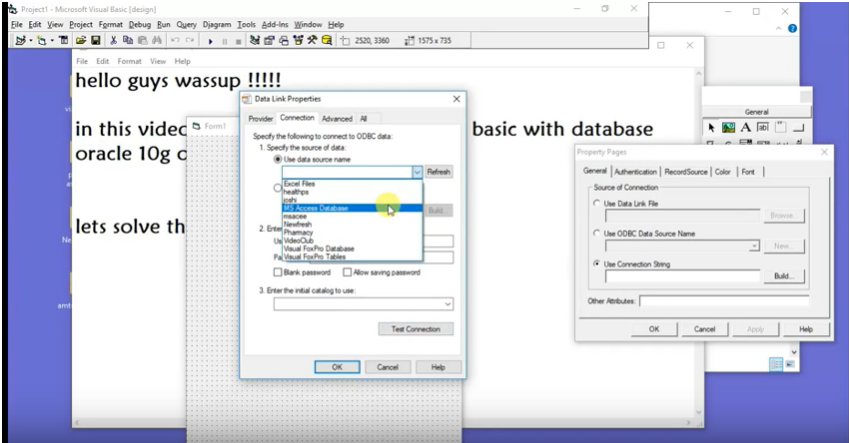 Project1 - Microsoft Visual Basic [design]
File Edit View Project Format Debug Run Query Diagram Tools Add-Ins Window Help
2520, 3360
1575 x 735
File Edit Format View Help
hello guys wassup !!!!!
in this video
basic with database
oracle 10g
lets solve th
Form1
Data Link Properties
Provider Connection Advanced All
Specify the following to connect to ODBC data:
1. Specify the source of data:
Use data source name
Refresh
Excel Files
healthps
joshi
MS Access Database
msacee
Newfresh
Pharmacy
VideoClub
Visual FoxPro Database
Visual FoxPro Tables
Build...
2. Enter
Us
Pa
Blank password
Allow saving password
3. Enter the initial catalog to use:
Test Connection
OK
Cancel
Help
General
A
ab|
Property Pages
General Authentication RecordSource Color Font
Source of Connection
Use Data Link File
Browse...
Use ODBC Data Source Name
New...
Use Connection String
Build...
Other Attributes:
OK
Cancel
Apply
Help
Ne
amt